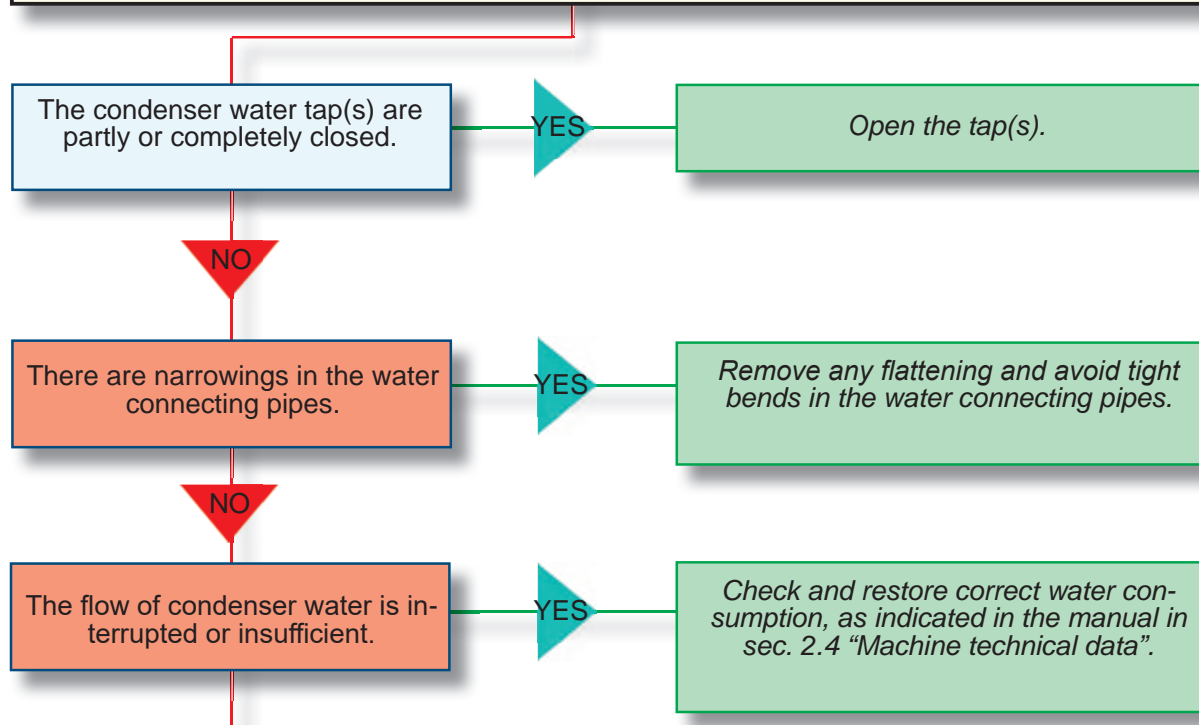 The condenser water tap(s) are
partly or completely closed.
YES
Open the tap(s).
NO
There are narrowings in the water
connecting pipes.
YES
Remove any flattening and avoid tight
bends in the water connecting pipes.
NO
The flow of condenser water is in-
terrupted or insufficient.
YES
Check and restore correct water con-
sumption, as indicated in the manual in
sec. 2.4 “Machine technical data”.